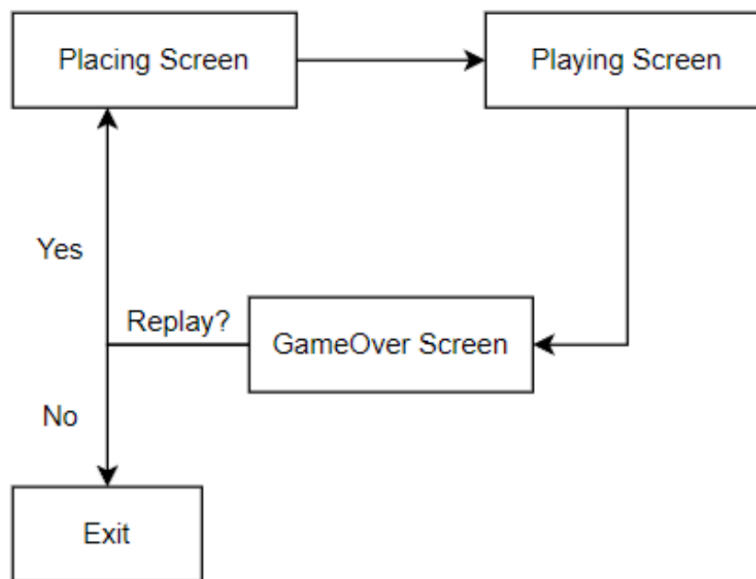 Placing Screen
Playing Screen
Yes
Replay?
GameOver Screen
No
Exit